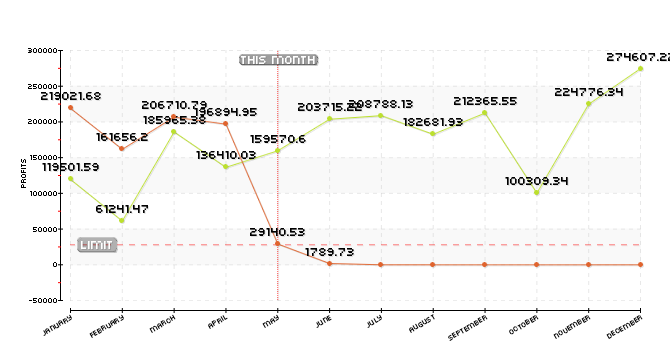 300000
250000
200000
150000
100000
50000
0
-50000
PROFITS
THIS MONTH
LIMIT
219021.68
161656.2
206710.79
196894.95
29140.53
1789.73
119501.59
61241.47
185965.38
136410.03
159570.6
203715.22
208788.13
182681.93
212365.55
100309.34
224776.34
274607.22
JANUARY
FEBRUARY
MARCH
APRIL
MAY
JUNE
JULY
AUGUST
SEPTEMBER
OCTOBER
NOVEMBER
DECEMBER